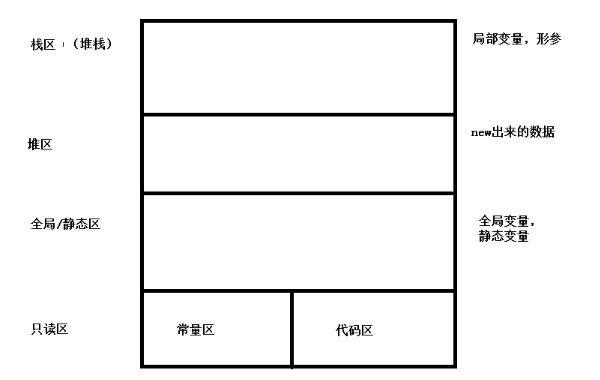 栈区 （堆栈）
局部变量，形参
堆区
new出来的数据
全局/静态区
全局变量，
静态变量
只读区
常量区
代码区